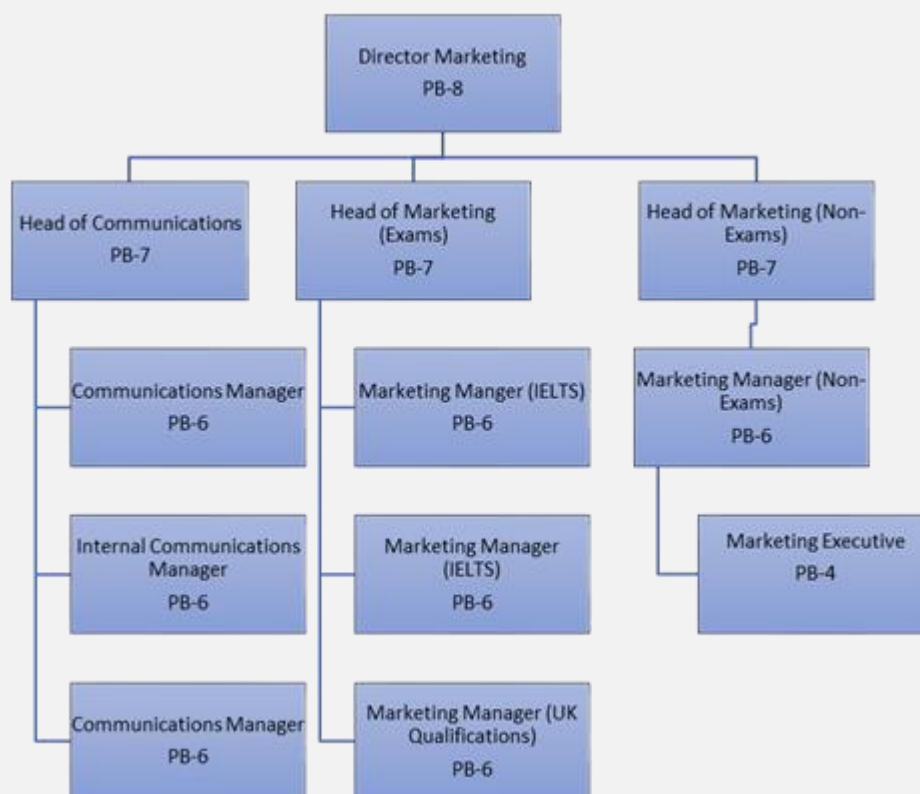 Director Marketing
PB-8
Head of Communications
PB-7
Head of Marketing
(Exams)
PB-7
Head of Marketing (Non-
Exams)
PB-7
Communications Manager
PB-6
Marketing Manger (IELTS)
PB-6
Marketing Manager (Non-
Exams)
PB-6
Internal Communications
Manager
PB-6
Marketing Manager
(IELTS)
PB-6
Marketing Executive
PB-4
Communications Manager
PB-6
Marketing Manager (UK
Qualifications)
PB-6